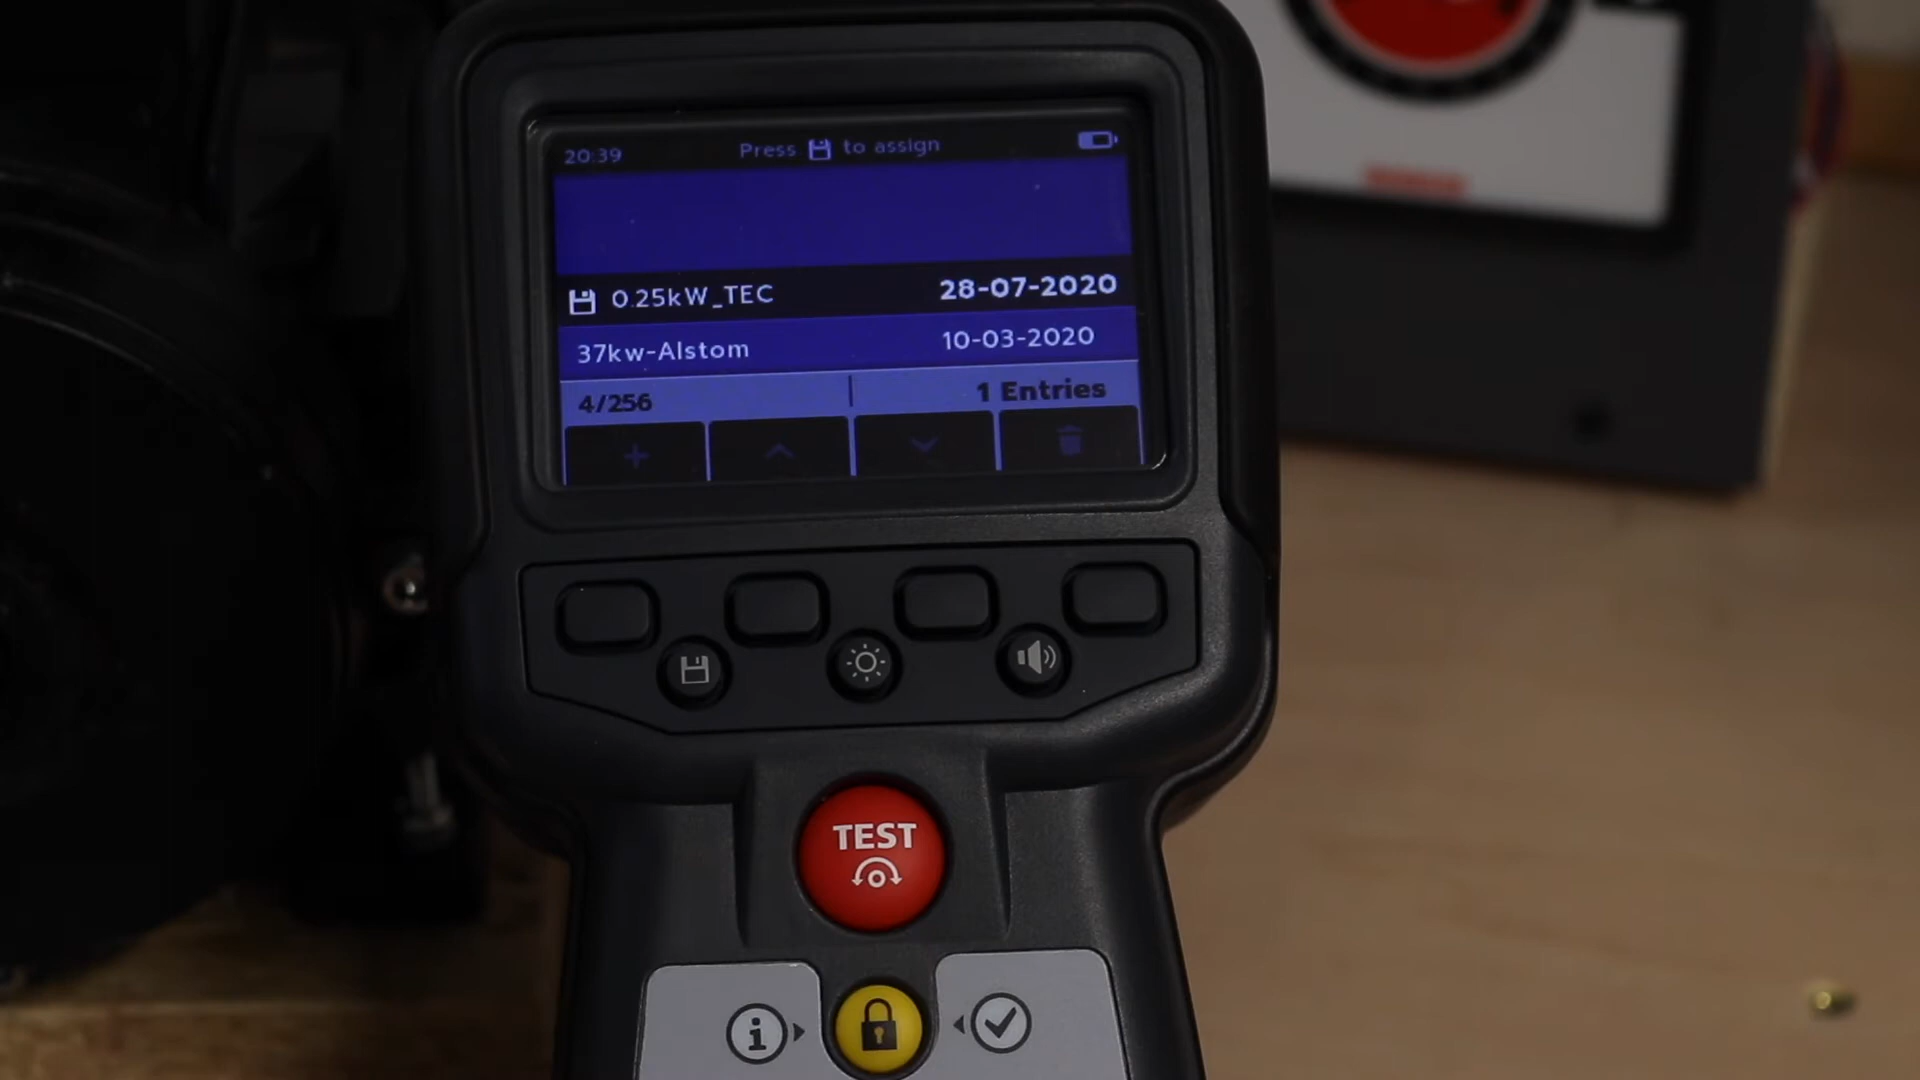 20:39 Press to assign
0.25kW_TEC 28-07-2020
37kw-Alstom 10-03-2020
4/256 1 Entries
TEST